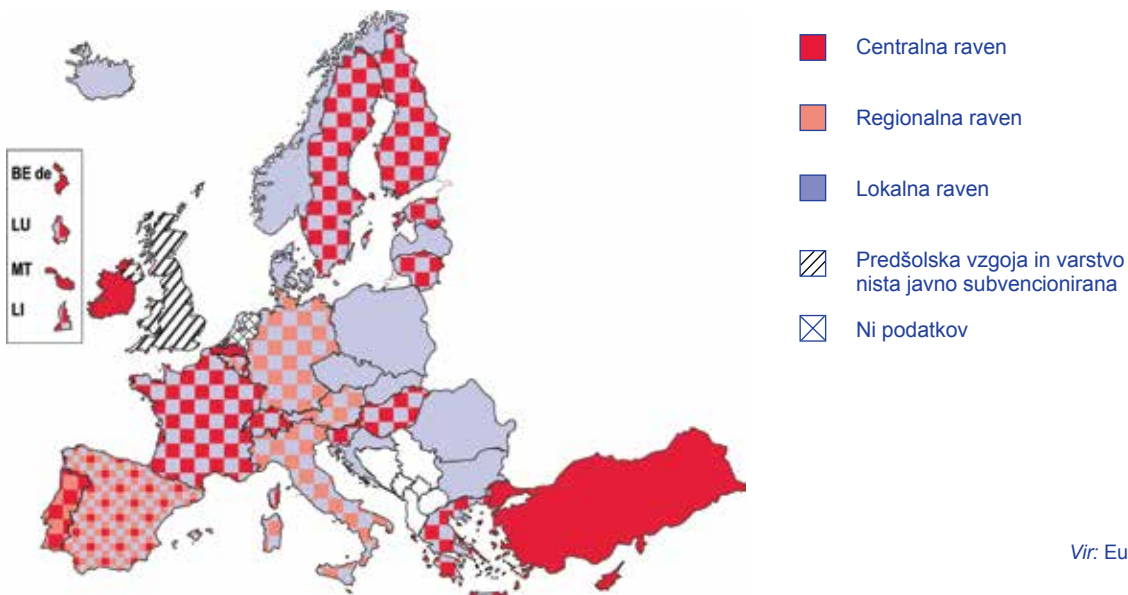 BE de
LU
MT
LI
Centralna raven
Regionalna raven
Lokalna raven
Predšolska vzgoja in varstvo
nista javno subvencionirana
Ni podatkov
Vir: Eu